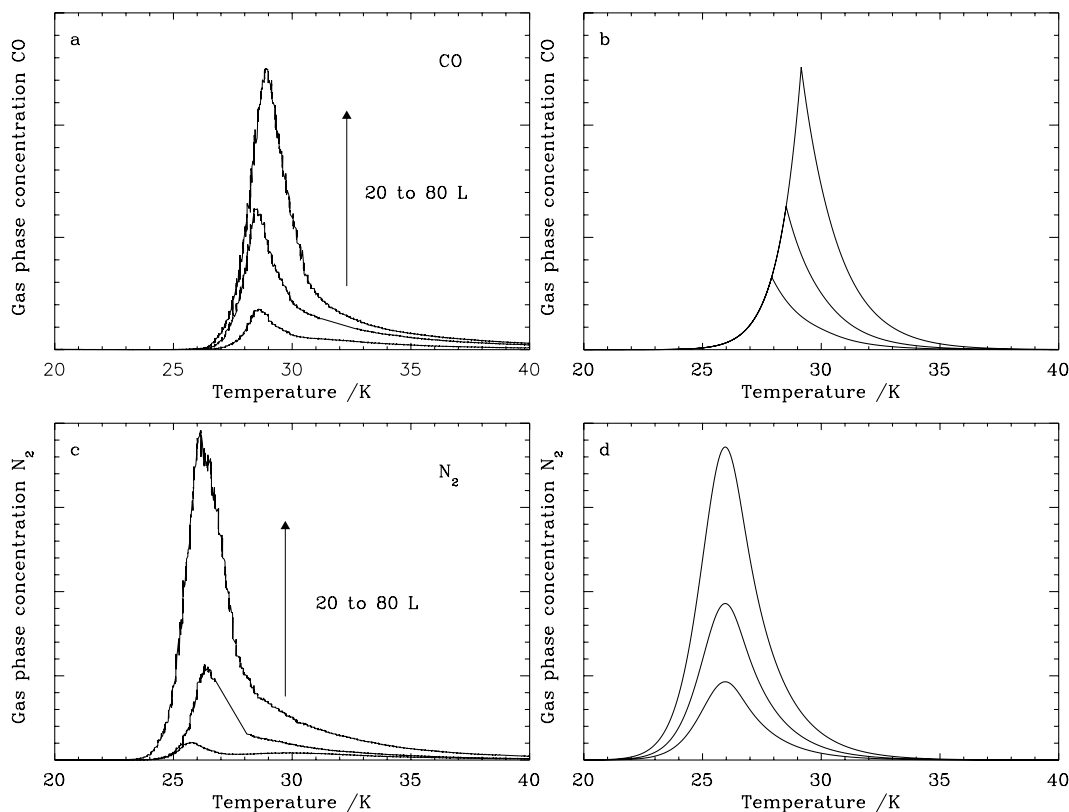 a
CO
20 to 80 L
Gas phase concentration CO
20 25 30 35 40
Temperature /K
b
Gas phase concentration CO
20 25 30 35 40
Temperature /K
c
N2
20 to 80 L
Gas phase concentration N2
20 25 30 35 40
Temperature /K
d
Gas phase concentration N2
20 25 30 35 40
Temperature /K